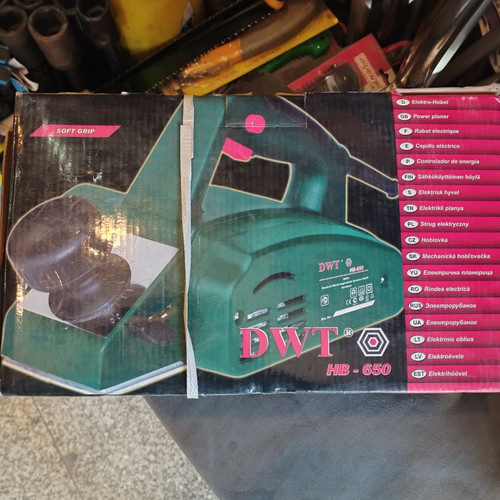 SOFT GRIP
DWT
HB-650
DWT ®
HB - 650
D Elektro-Hobel
GB Power planer
F Rabot électrique
E Cepillo eléctrico
P Controlador de energia
FIN Sähkökäyttöinen höylä
S Elektrisk hyvel
TR Elektrikli planya
PL Strug elektryczny
CZ Hoblovka
SK Mechanická hobľovačka
YU Електрична планерица
RO Rindea electrică
RUS Электрорубанок
UA Електрорубанок
LT Elektrinis oblius
LV Elektroēvele
EST Elektrihöövel